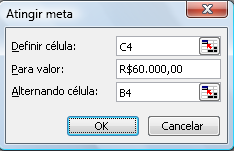 Atingir meta
Definir célula: C4
Para valor: R$60.000,00
Alternando célula: B4
OK Cancelar